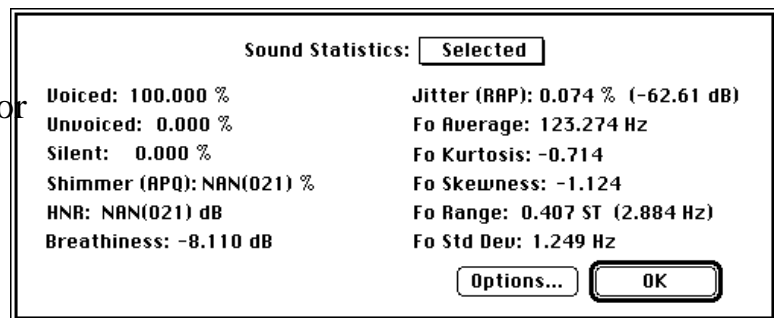 Sound Statistics: Selected
or
Voiced: 100.000 %
Unvoiced: 0.000 %
Silent: 0.000 %
Shimmer (APQ): NAN(021) %
HNR: NAN(021) dB
Breathiness: -8.110 dB
Jitter (RAP): 0.074 % (-62.61 dB)
Fo Average: 123.274 Hz
Fo Kurtosis: -0.714
Fo Skewness: -1.124
Fo Range: 0.407 ST (2.884 Hz)
Fo Std Dev: 1.249 Hz
Options... OK